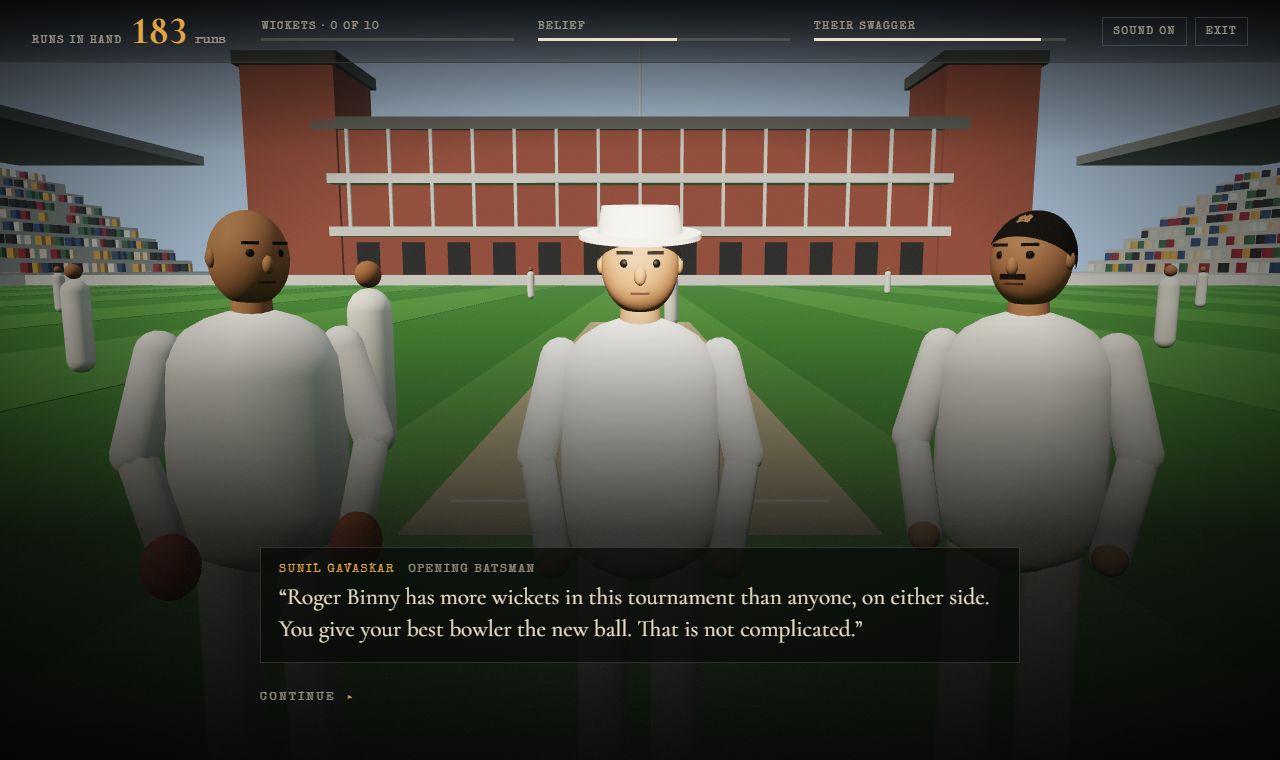 RUNS IN HAND 183 runs
WICKETS · 0 OF 10
BELIEF
THEIR SWAGGER
SOUND ON
EXIT
SUNIL GAVASKAR OPENING BATSMAN
“Roger Binny has more wickets in this tournament than anyone, on either side.
You give your best bowler the new ball. That is not complicated.”
CONTINUE ▸